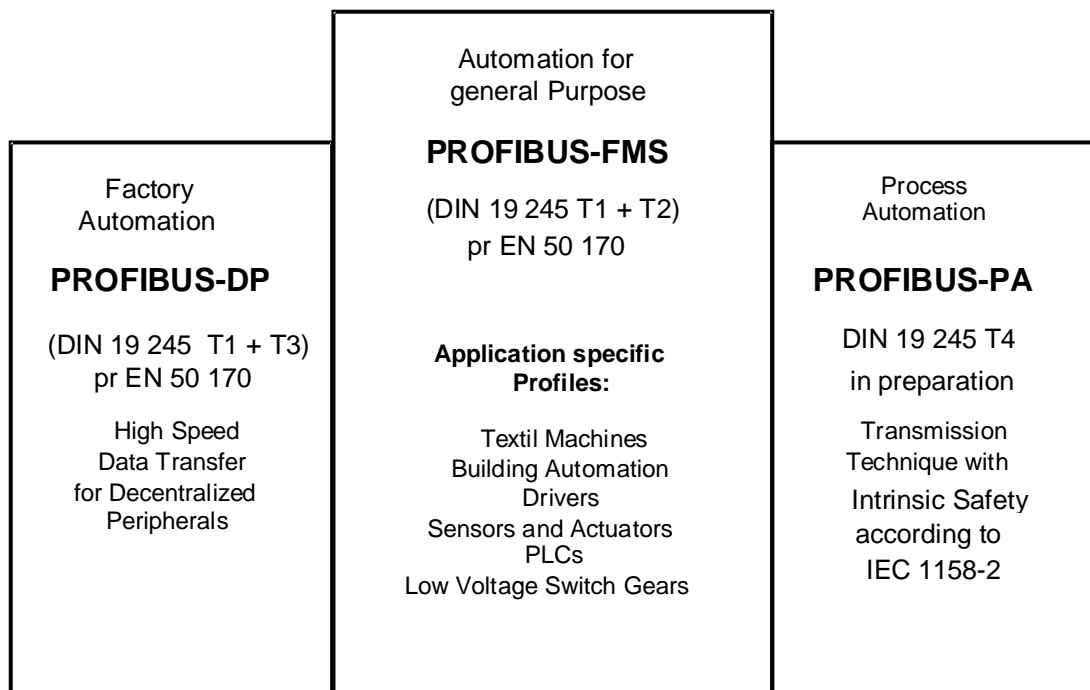 Automation for
general Purpose
PROFIBUS-FMS
(DIN 19 245 T1 + T2)
pr EN 50 170
Application specific
Profiles:
Textil Machines
Building Automation
Drivers
Sensors and Actuators
PLCs
Low Voltage Switch Gears
Factory
Automation
PROFIBUS-DP
(DIN 19 245 T1 + T3)
pr EN 50 170
High Speed
Data Transfer
for Decentralized
Peripherals
Process
Automation
PROFIBUS-PA
DIN 19 245 T4
in preparation
Transmission
Technique with
Intrinsic Safety
according to
IEC 1158-2